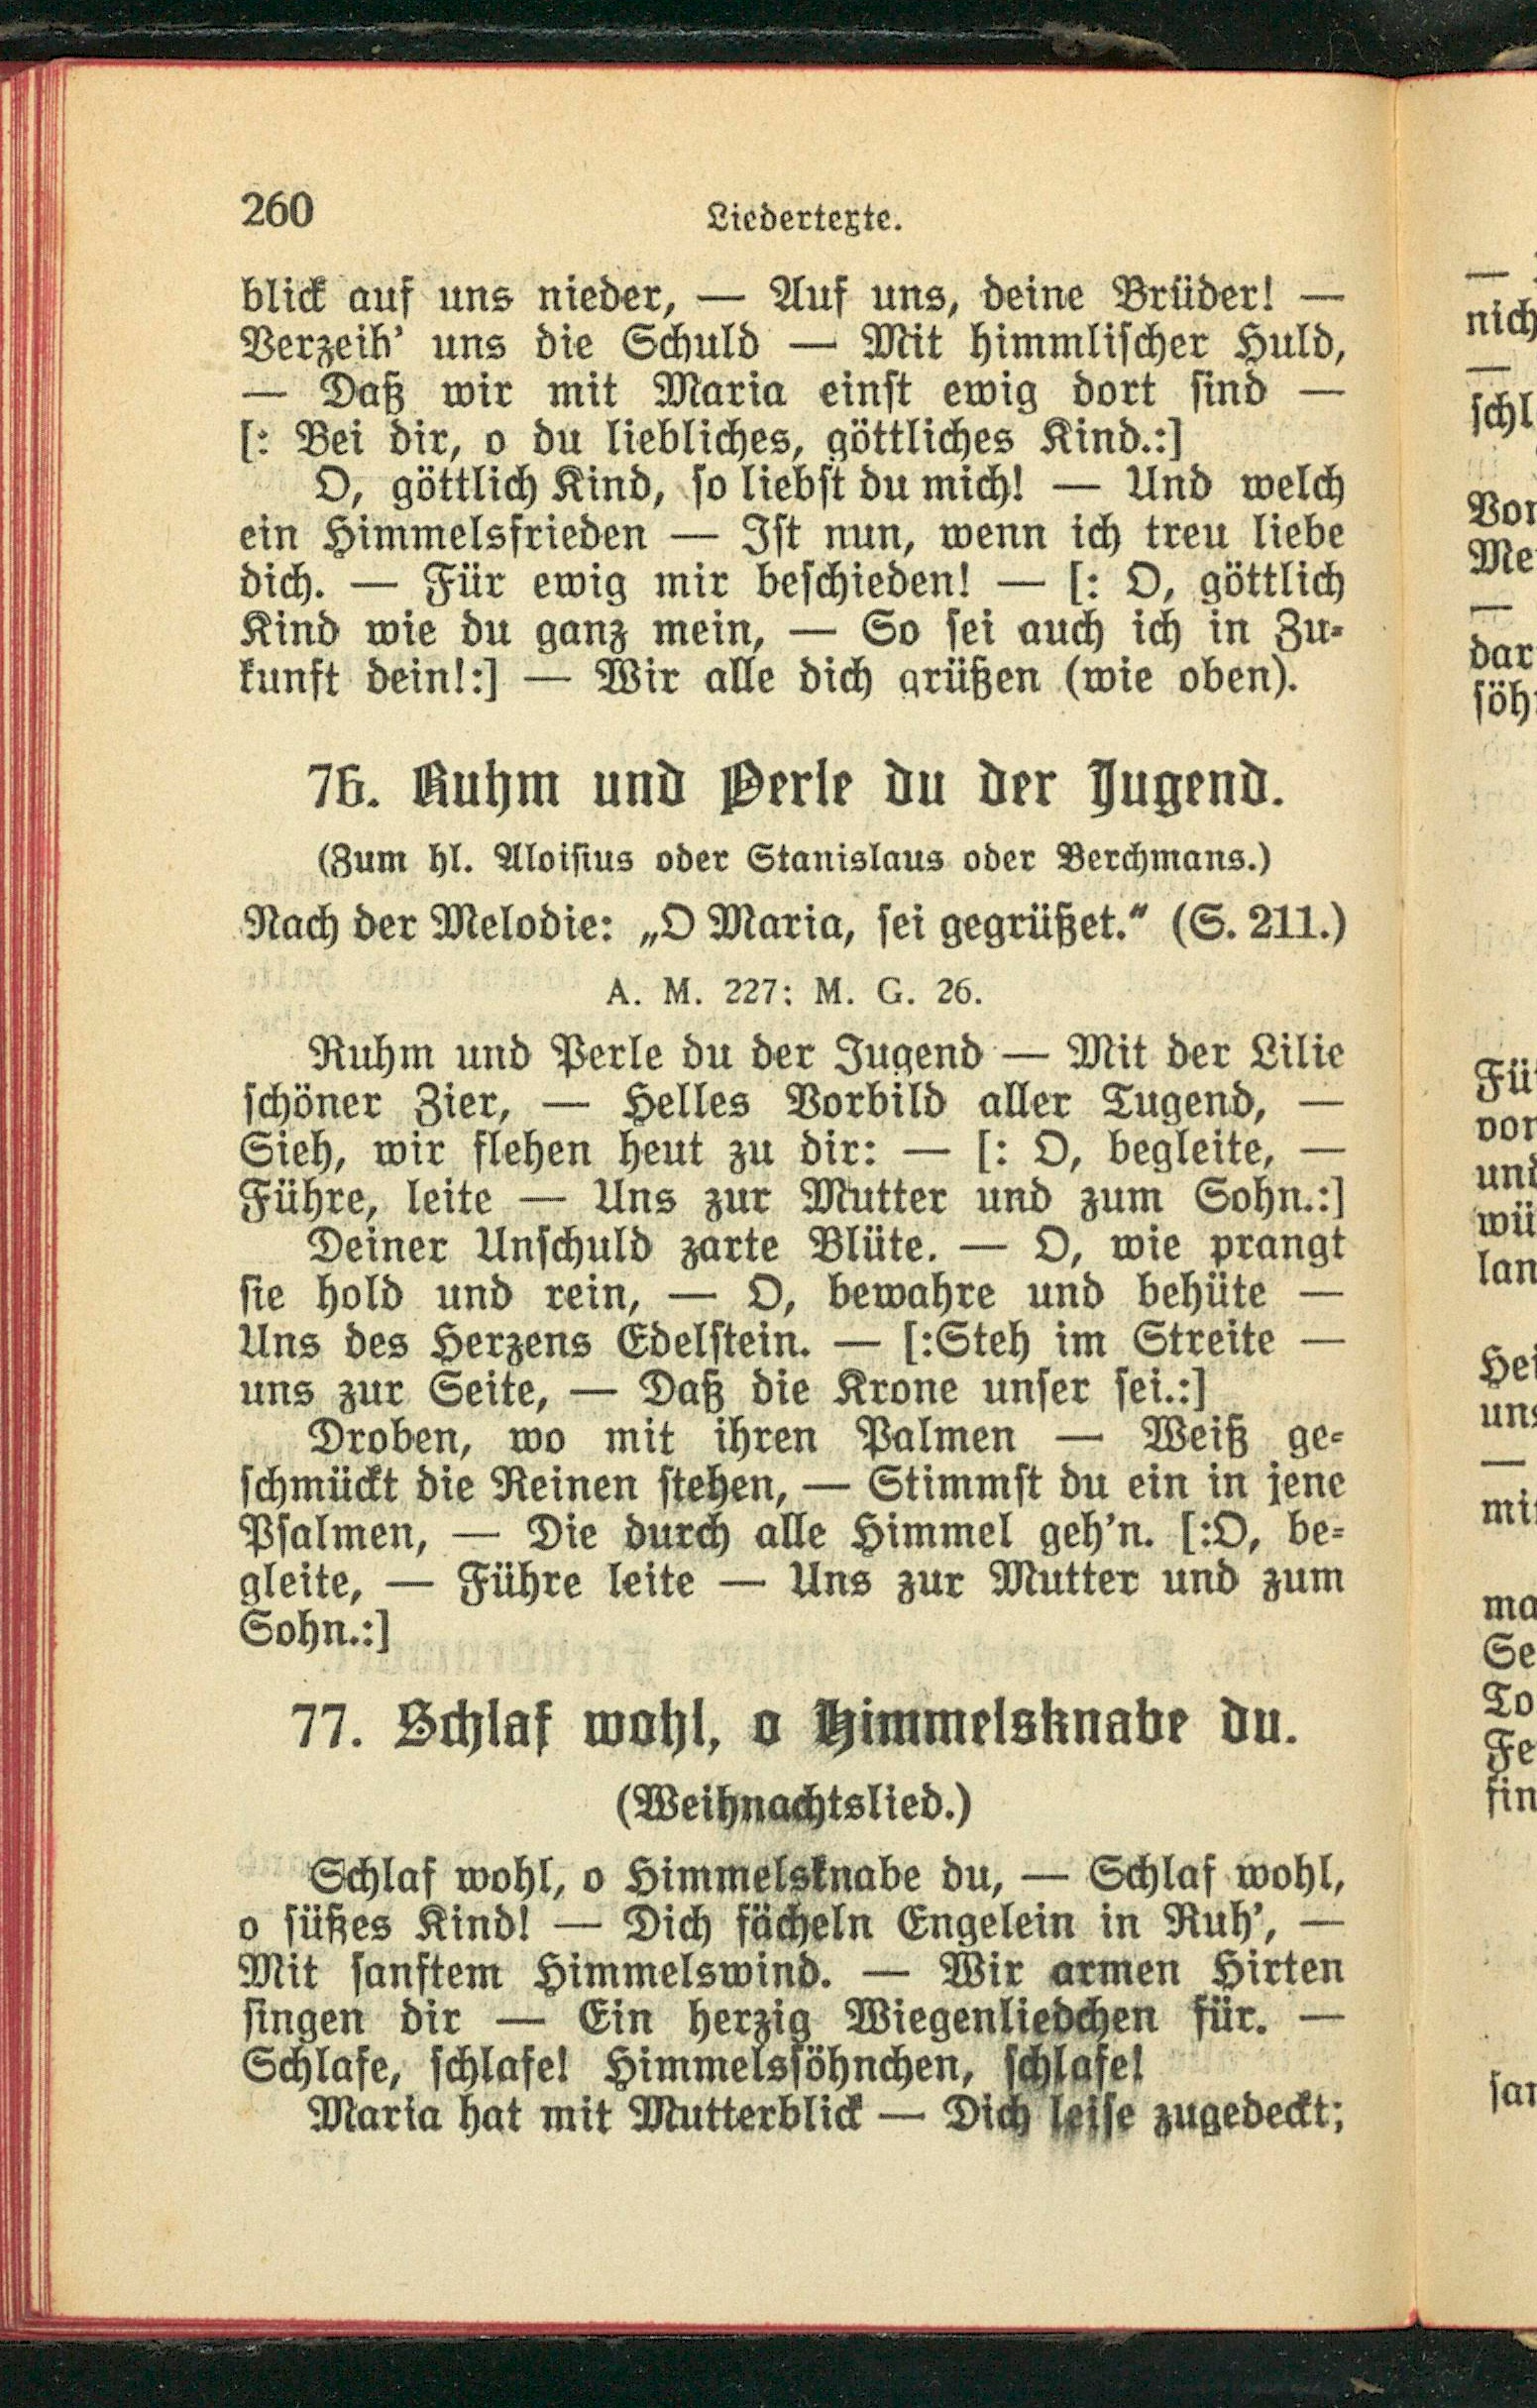 260
Liedertexte.
blick auf uns nieder, — Auf uns, deine Brüder! —
Verzeih' uns die Schuld — Mit himmlischer Huld,
— Daß wir mit Maria einst ewig dort sind —
[: Bei dir, o du liebliches, göttliches Kind.:]
O, göttlich Kind, so liebst du mich! — Und welch
ein Himmelsfrieden — Ist nun, wenn ich treu liebe
dich. — Für ewig mir beschieden! — [: O, göttlich
Kind wie du ganz mein, — So sei auch ich in Zu-
kunft dein!:] — Wir alle dich grüßen (wie oben).
76. Ruhm und Perle du der Jugend.
(Zum hl. Aloisius oder Stanislaus oder Berchmans.)
Nach der Melodie: „O Maria, sei gegrüßet.“ (S. 211.)
A. M. 227; M. G. 26.
Ruhm und Perle du der Jugend — Mit der Lilie
schöner Zier, — Helles Vorbild aller Tugend, —
Sieh, wir flehen heut zu dir: — [: O, begleite, —
Führe, leite — Uns zur Mutter und zum Sohn.:]
Deiner Unschuld zarte Blüte. — O, wie prangt
sie hold und rein, — O, bewahre und behüte —
Uns des Herzens Edelstein. — [:Steh im Streite —
uns zur Seite, — Daß die Krone unser sei.:]
Droben, wo mit ihren Palmen — Weiß ge-
schmückt die Reinen stehen, — Stimmst du ein in jene
Psalmen, — Die durch alle Himmel geh'n. [:O, be-
gleite, — Führe leite — Uns zur Mutter und zum
Sohn.:]
77. Schlaf wohl, o Himmelsknabe du.
(Weihnachtslied.)
Schlaf wohl, o Himmelsknabe du, — Schlaf wohl,
o süßes Kind! — Dich fächeln Engelein in Ruh', —
Mit sanftem Himmelswind. — Wir armen Hirten
singen dir — Ein herzig Wiegenliedchen für. —
Schlafe, schlafe! Himmelssöhnchen, schlafe!
Maria hat mit Mutterblick — Dich leise zugedeckt;